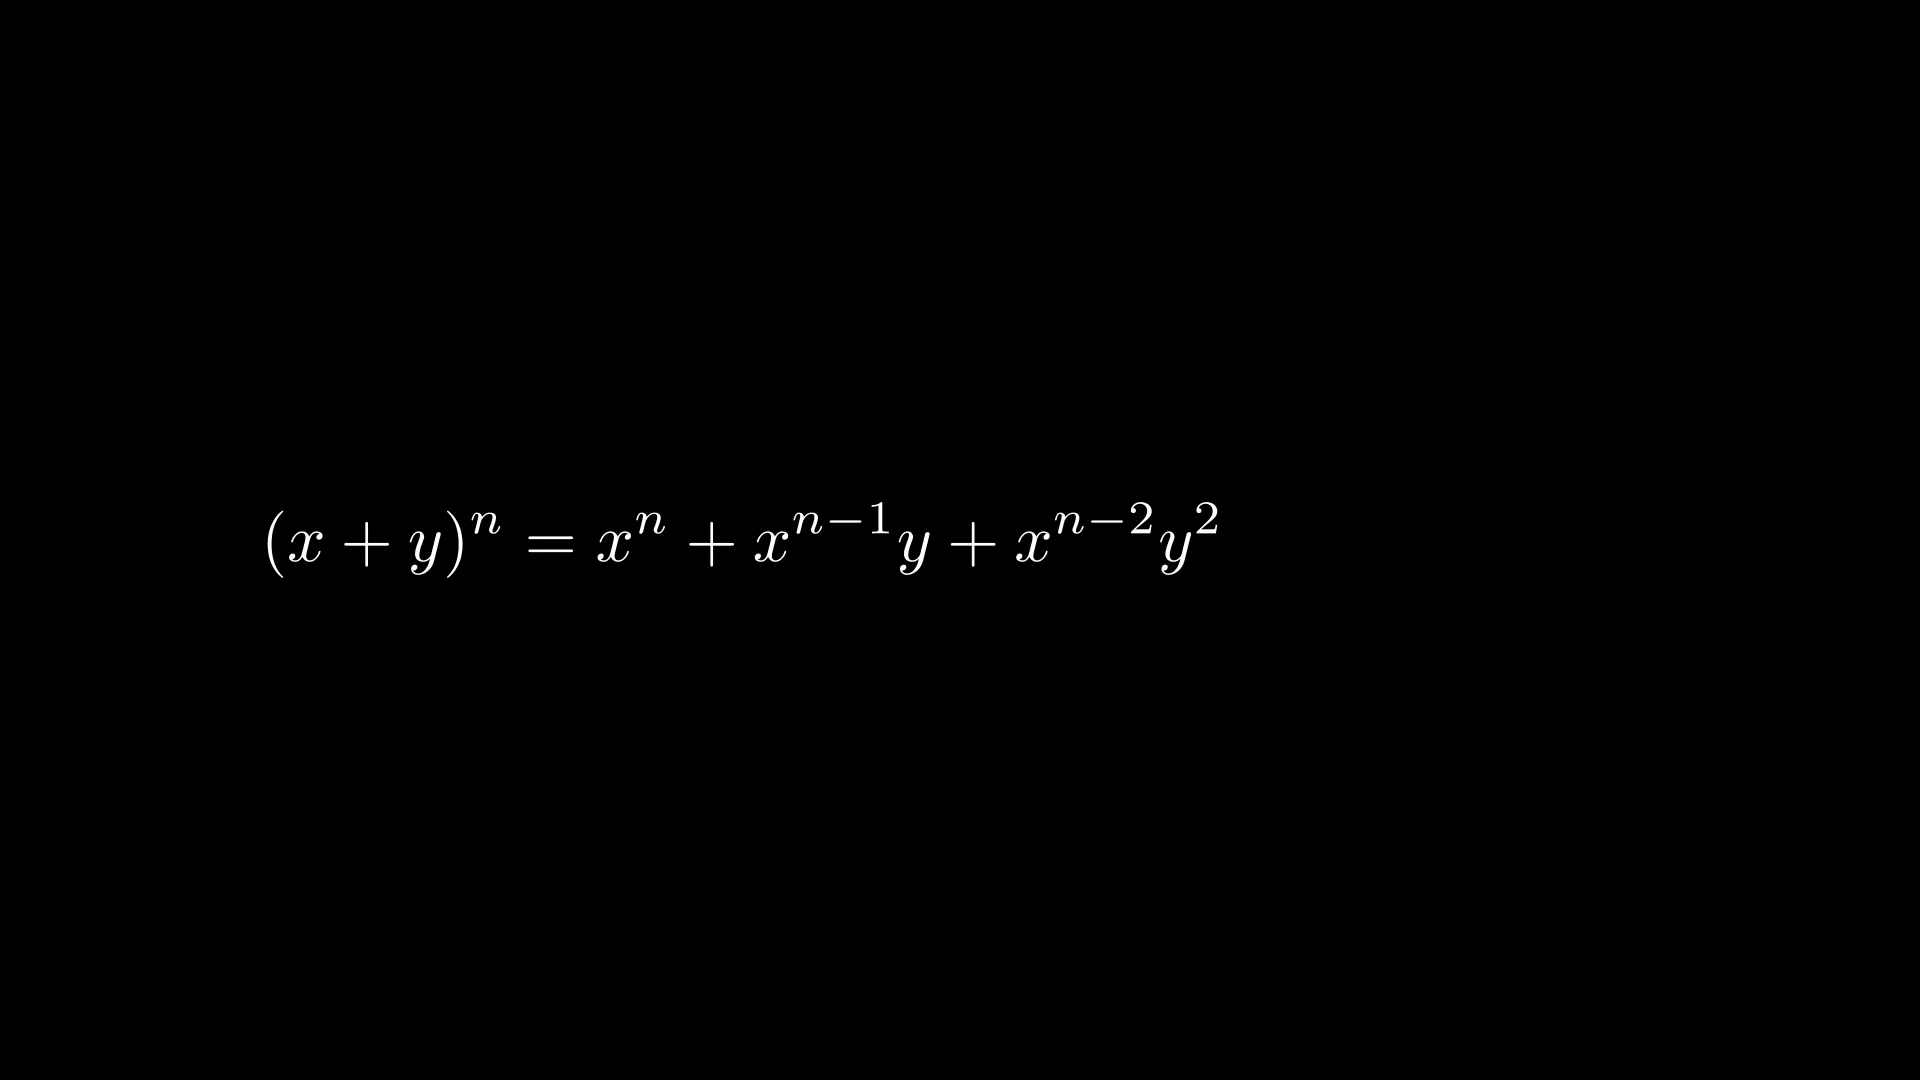 (x + y)^n = x^n + x^{n-1}y + x^{n-2}y^2